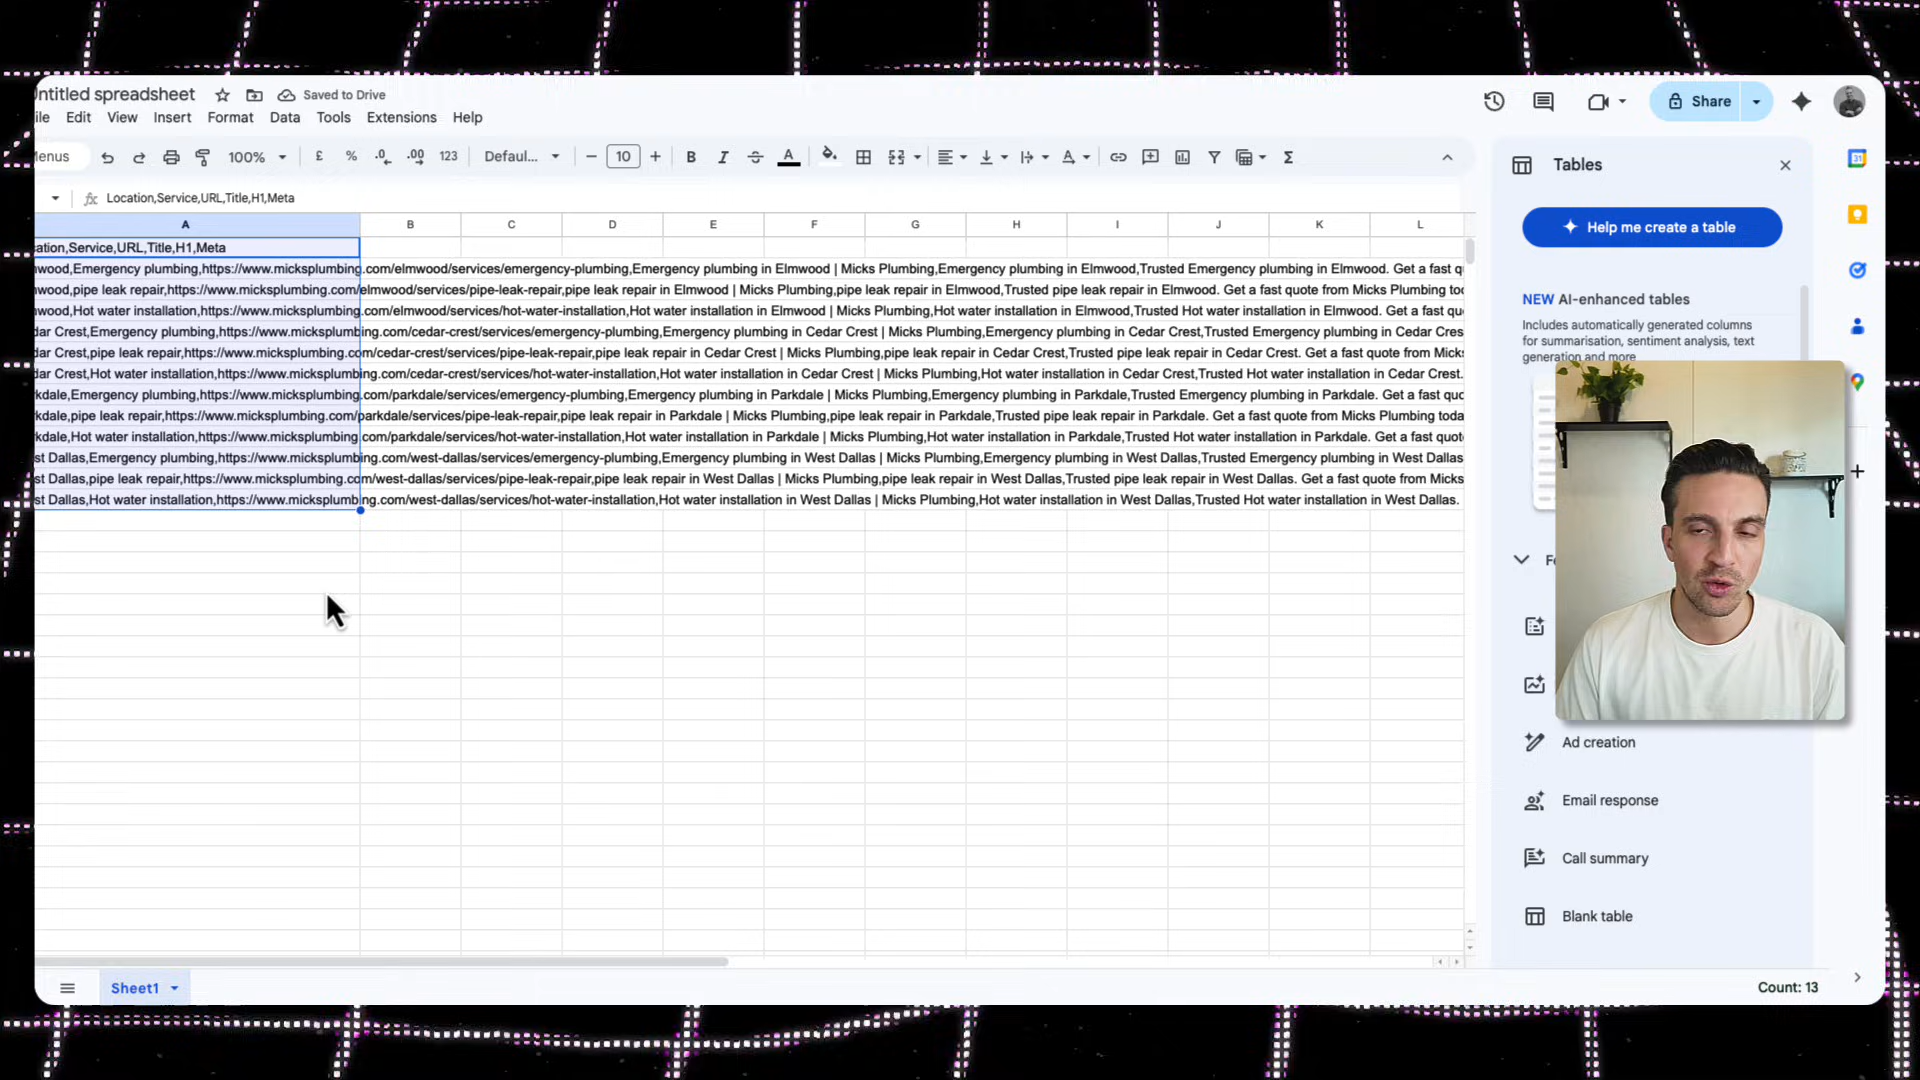 Untitled spreadsheet
Saved to Drive
Share
ile Edit View Insert Format Data Tools Extensions Help
Menus
100%
£ % .0 .00 123
Defaul...
10
Location,Service,URL,Title,H1,Meta
Tables
Help me create a table
NEW AI-enhanced tables
Includes automatically generated columns
for summarisation, sentiment analysis, text
generation and more
A B C D E F G H I J K L
cation,Service,URL,Title,H1,Meta
nwood,Emergency plumbing,https://www.micksplumbing.com/elmwood/services/emergency-plumbing,Emergency plumbing in Elmwood | Micks Plumbing,Emergency plumbing in Elmwood,Trusted Emergency plumbing in Elmwood. Get a fast qu
nwood,pipe leak repair,https://www.micksplumbing.com/elmwood/services/pipe-leak-repair,pipe leak repair in Elmwood | Micks Plumbing,pipe leak repair in Elmwood,Trusted pipe leak repair in Elmwood. Get a fast quote from Micks Plumbing too
nwood,Hot water installation,https://www.micksplumbing.com/elmwood/services/hot-water-installation,Hot water installation in Elmwood | Micks Plumbing,Hot water installation in Elmwood,Trusted Hot water installation in Elmwood. Get a fast qu
dar Crest,Emergency plumbing,https://www.micksplumbing.com/cedar-crest/services/emergency-plumbing,Emergency plumbing in Cedar Crest | Micks Plumbing,Emergency plumbing in Cedar Crest,Trusted Emergency plumbing in Cedar Cres
dar Crest,pipe leak repair,https://www.micksplumbing.com/cedar-crest/services/pipe-leak-repair,pipe leak repair in Cedar Crest | Micks Plumbing,pipe leak repair in Cedar Crest,Trusted pipe leak repair in Cedar Crest. Get a fast quote from Micks
dar Crest,Hot water installation,https://www.micksplumbing.com/cedar-crest/services/hot-water-installation,Hot water installation in Cedar Crest | Micks Plumbing,Hot water installation in Cedar Crest,Trusted Hot water installation in Cedar Crest.
rkdale,Emergency plumbing,https://www.micksplumbing.com/parkdale/services/emergency-plumbing,Emergency plumbing in Parkdale | Micks Plumbing,Emergency plumbing in Parkdale,Trusted Emergency plumbing in Parkdale. Get a fast quo
rkdale,pipe leak repair,https://www.micksplumbing.com/parkdale/services/pipe-leak-repair,pipe leak repair in Parkdale | Micks Plumbing,pipe leak repair in Parkdale,Trusted pipe leak repair in Parkdale. Get a fast quote from Micks Plumbing toda
rkdale,Hot water installation,https://www.micksplumbing.com/parkdale/services/hot-water-installation,Hot water installation in Parkdale | Micks Plumbing,Hot water installation in Parkdale,Trusted Hot water installation in Parkdale. Get a fast quot
st Dallas,Emergency plumbing,https://www.micksplumbing.com/west-dallas/services/emergency-plumbing,Emergency plumbing in West Dallas | Micks Plumbing,Emergency plumbing in West Dallas,Trusted Emergency plumbing in West Dallas
st Dallas,pipe leak repair,https://www.micksplumbing.com/west-dallas/services/pipe-leak-repair,pipe leak repair in West Dallas | Micks Plumbing,pipe leak repair in West Dallas,Trusted pipe leak repair in West Dallas. Get a fast quote from Micks
st Dallas,Hot water installation,https://www.micksplumbing.com/west-dallas/services/hot-water-installation,Hot water installation in West Dallas | Micks Plumbing,Hot water installation in West Dallas,Trusted Hot water installation in West Dallas.
Ad creation
Email response
Call summary
Blank table
Sheet1
Count: 13